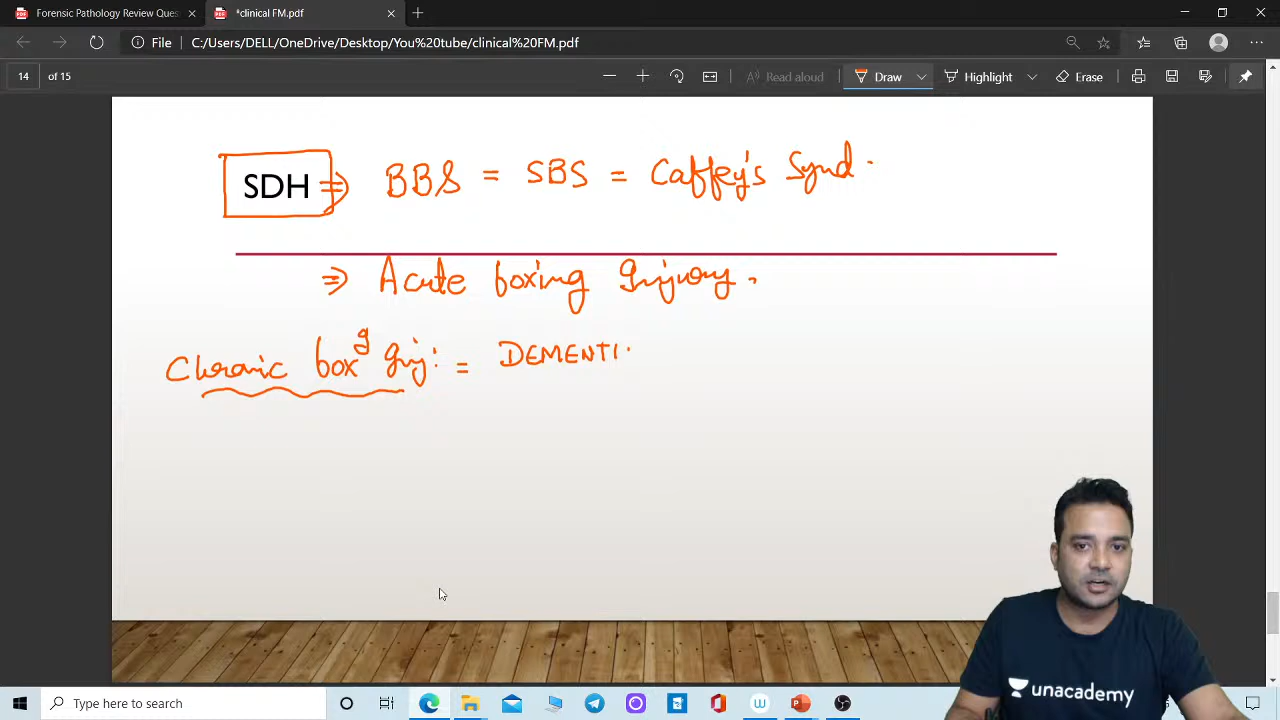 Forensic Pathology Review Ques
*clinical FM.pdf
File C:/Users/DELL/OneDrive/Desktop/You%20tube/clinical%20FM.pdf
14 of 15 Read aloud Draw Highlight Erase
SDH ⇒ BBS = SBS = Caffey's Synd.
⇒ Acute boxing Injury.
Chronic boxg Inj: = DEMENTI
unacademy
Type here to search